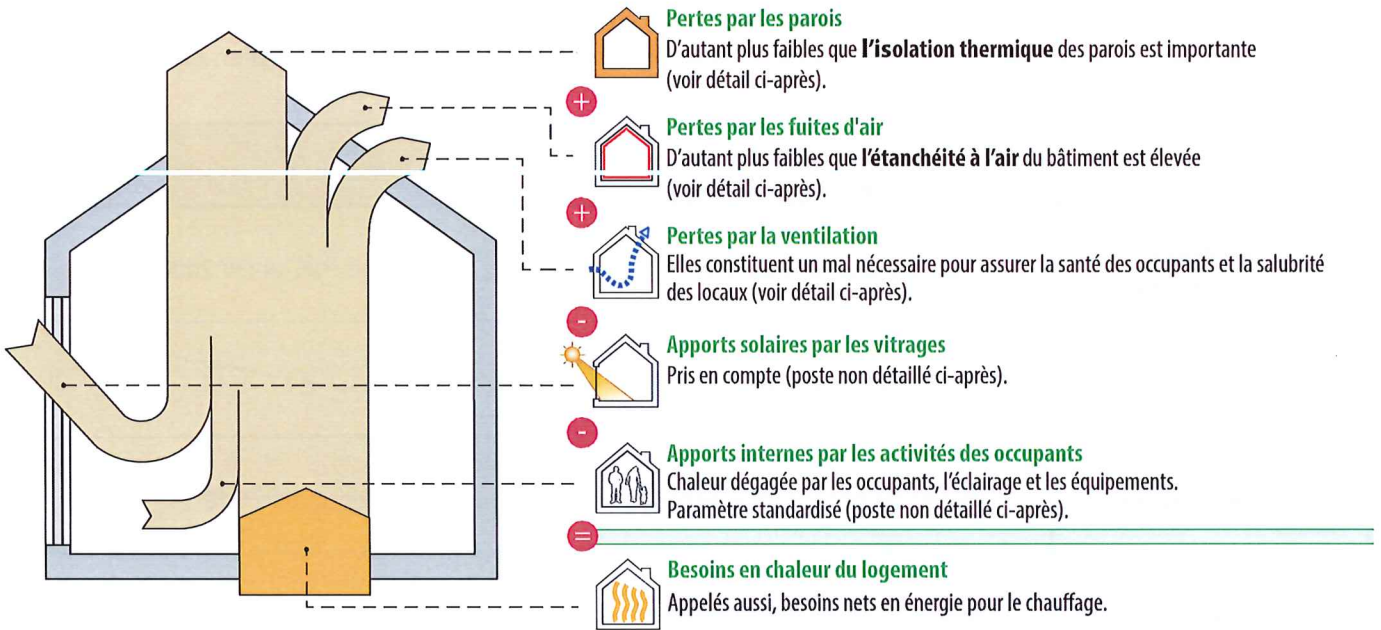 Pertes par les parois
D'autant plus faibles que l'isolation thermique des parois est importante
(voir détail ci-après).
+
Pertes par les fuites d'air
D'autant plus faibles que l'étanchéité à l'air du bâtiment est élevée
(voir détail ci-après).
+
Pertes par la ventilation
Elles constituent un mal nécessaire pour assurer la santé des occupants et la salubrité
des locaux (voir détail ci-après).
-
Apports solaires par les vitrages
Pris en compte (poste non détaillé ci-après).
-
Apports internes par les activités des occupants
Chaleur dégagée par les occupants, l'éclairage et les équipements.
Paramètre standardisé (poste non détaillé ci-après).
=
Besoins en chaleur du logement
Appelés aussi, besoins nets en énergie pour le chauffage.